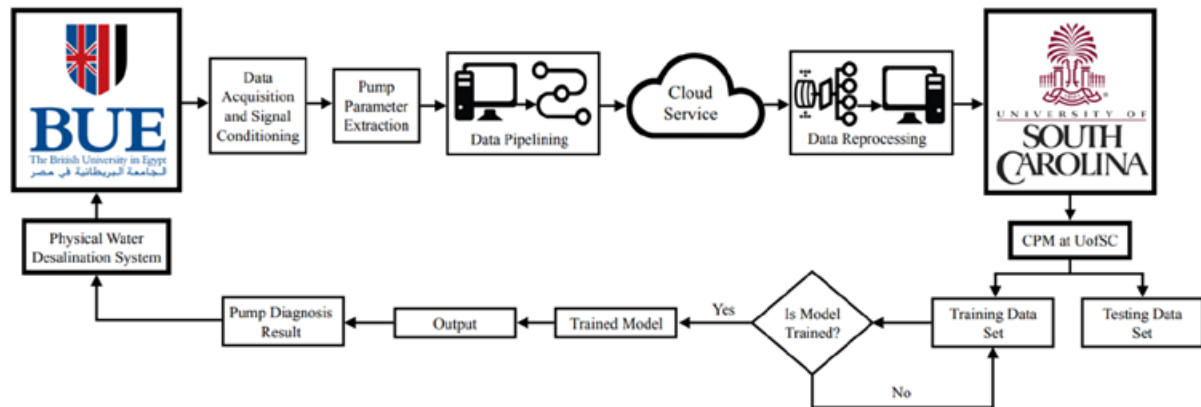 BUE
The British University in Egypt
الجامعة البريطانية في مصر
Data
Acquisition
and Signal
Conditioning
Pump
Parameter
Extraction
Data Pipelining
Cloud
Service
Data Reprocessing
UNIVERSITY OF
SOUTH
CAROLINA
Physical Water
Desalination System
CPM at UofSC
Pump Diagnosis
Result
Output
Trained Model
Yes
Is Model
Trained?
Training Data
Set
Testing Data
Set
No